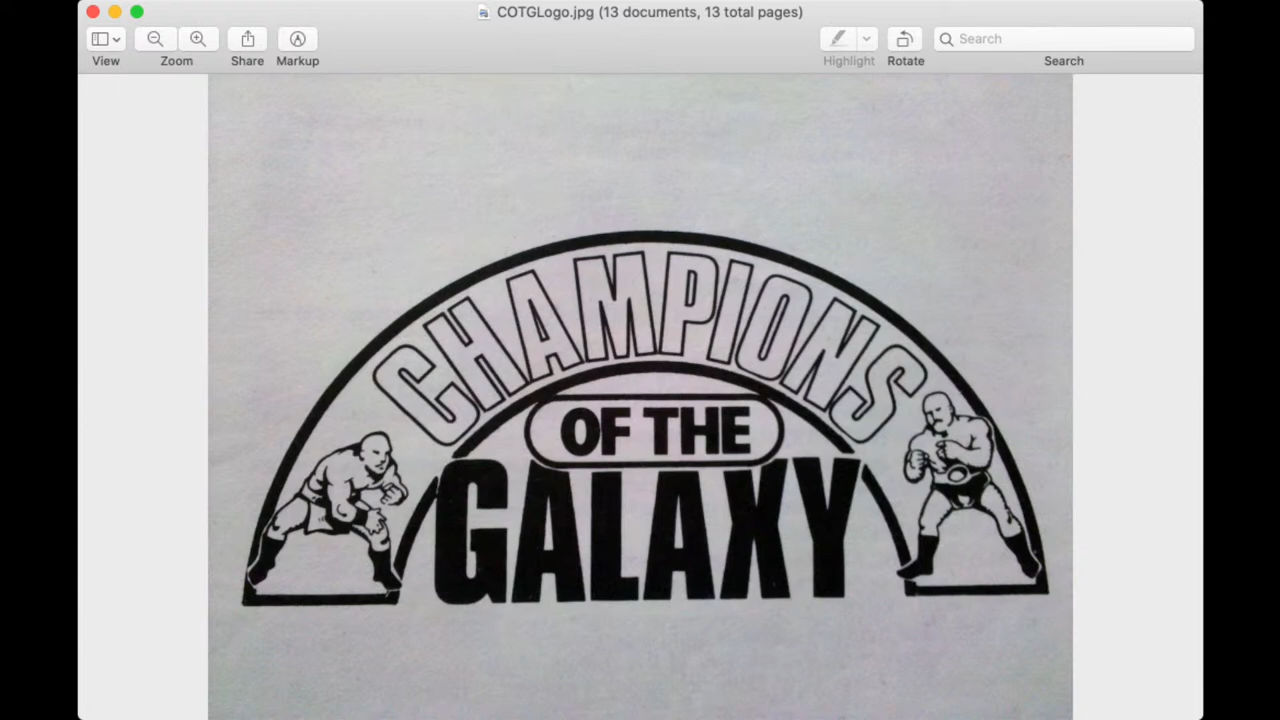 COTGLogo.jpg (13 documents, 13 total pages)
View
Zoom
Share
Markup
Highlight
Rotate
Search
Search
CHAMPIONS
OF THE
GALAXY